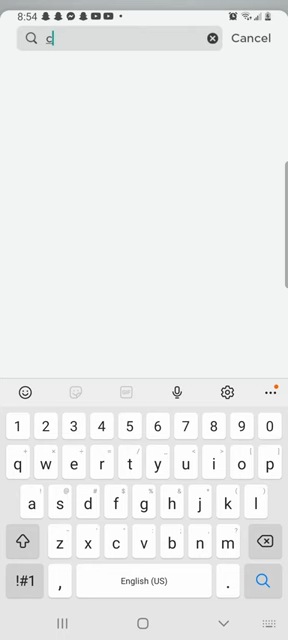 8:54
c
Cancel
1 2 3 4 5 6 7 8 9 0
q w e r t y u i o p
a s d f g h j k l
z x c v b n m
!#1 , English (US) .